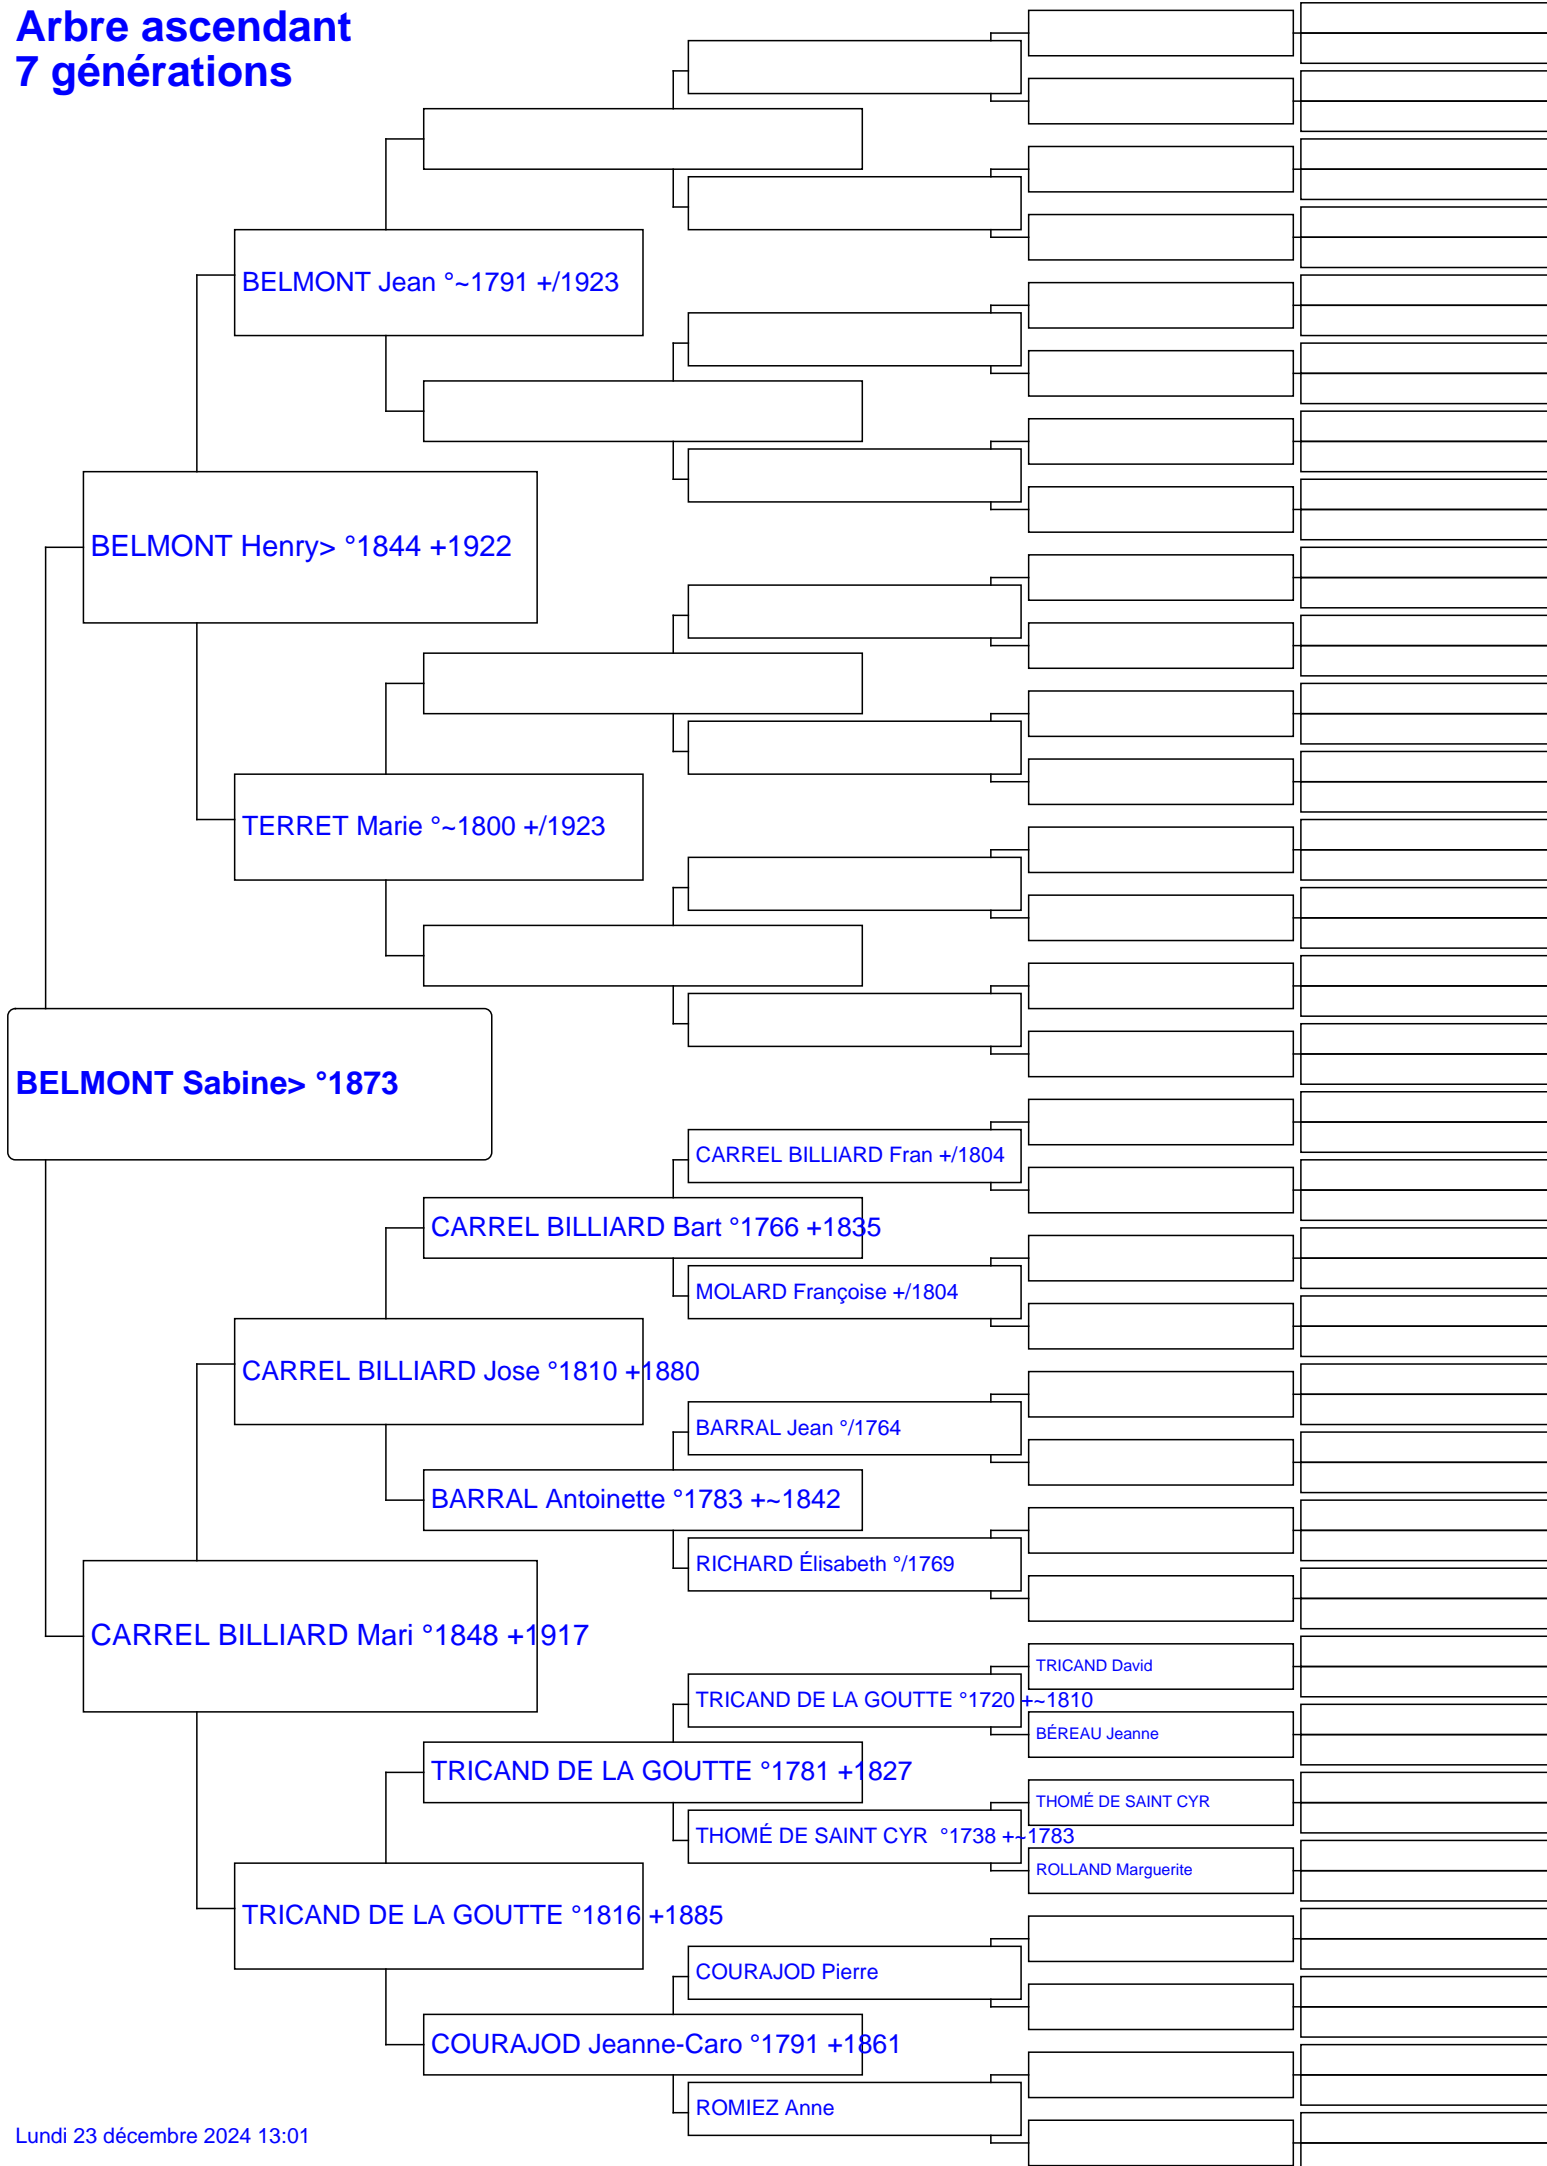 Arbre ascendant
7 générations
BELMONT Jean °~1791 +/1923
BELMONT Henry> °1844 +1922
TERRET Marie °~1800 +/1923
BELMONT Sabine> °1873
CARREL BILLIARD Fran +/1804
CARREL BILLIARD Bart °1766 +1835
MOLARD Françoise +/1804
CARREL BILLIARD Jose °1810 +1880
BARRAL Jean °/1764
BARRAL Antoinette °1783 +~1842
RICHARD Élisabeth °/1769
CARREL BILLIARD Mari °1848 +1917
TRICAND David
TRICAND DE LA GOUTTE °1720 +~1810
BÉREAU Jeanne
TRICAND DE LA GOUTTE °1781 +1827
THOMÉ DE SAINT CYR
THOMÉ DE SAINT CYR  °1738 +~1783
ROLLAND Marguerite
TRICAND DE LA GOUTTE °1816 +1885
COURAJOD Pierre
COURAJOD Jeanne-Caro °1791 +1861
ROMIEZ Anne
Lundi 23 décembre 2024 13:01